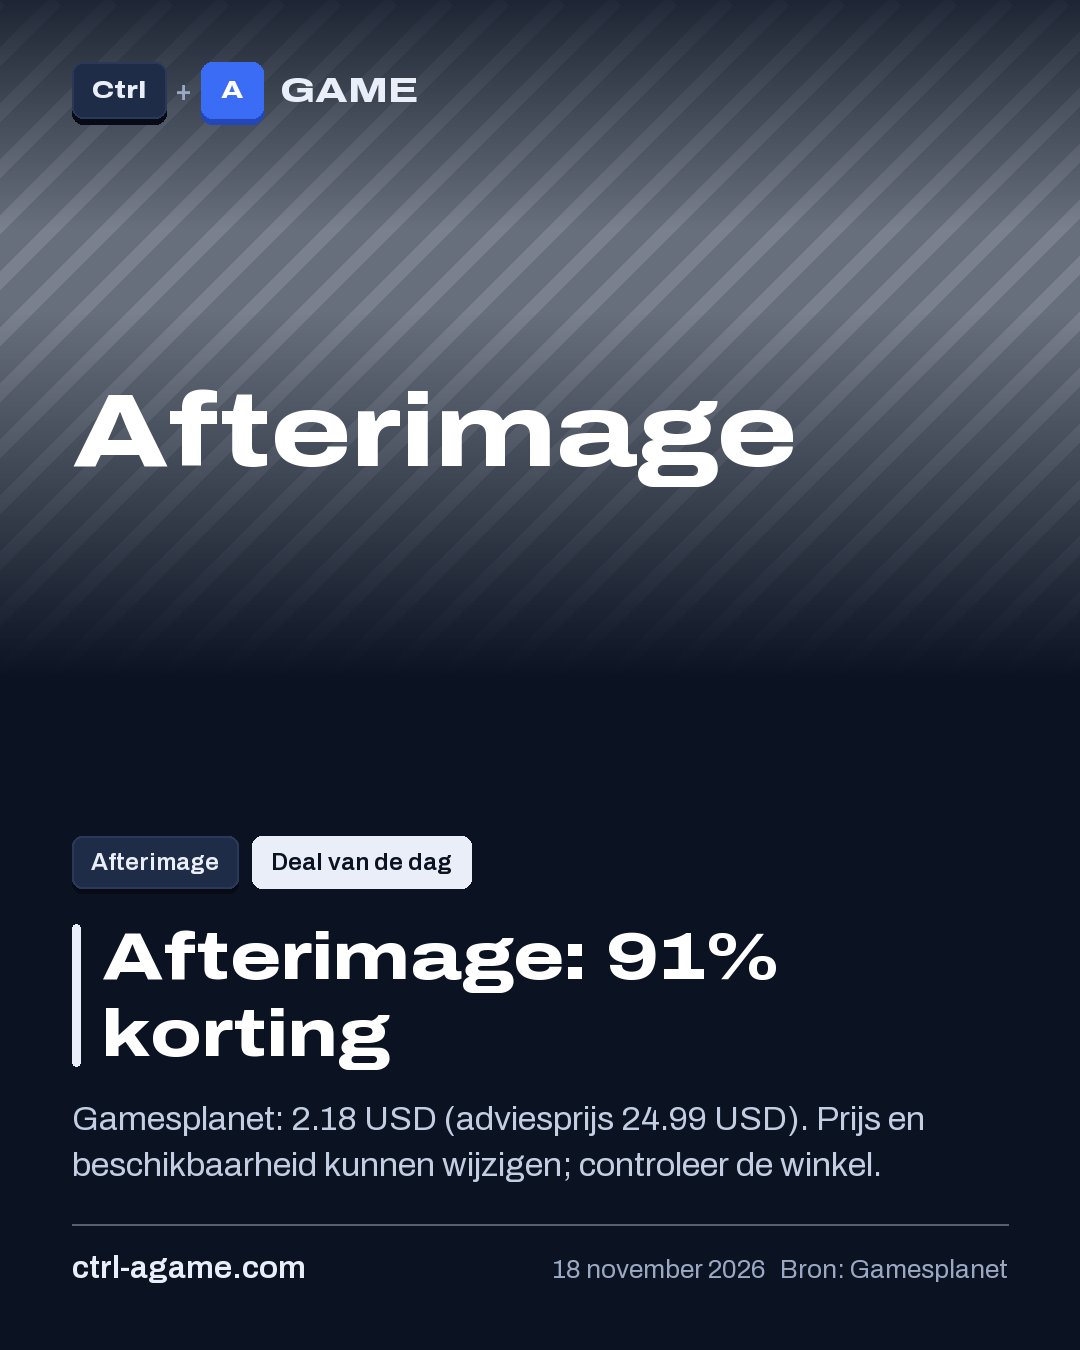 Ctrl + A GAME
Afterimage
Afterimage Deal van de dag
Afterimage: 91%
korting
Gamesplanet: 2.18 USD (adviesprijs 24.99 USD). Prijs en
beschikbaarheid kunnen wijzigen; controleer de winkel.
ctrl-agame.com 18 november 2026 Bron: Gamesplanet